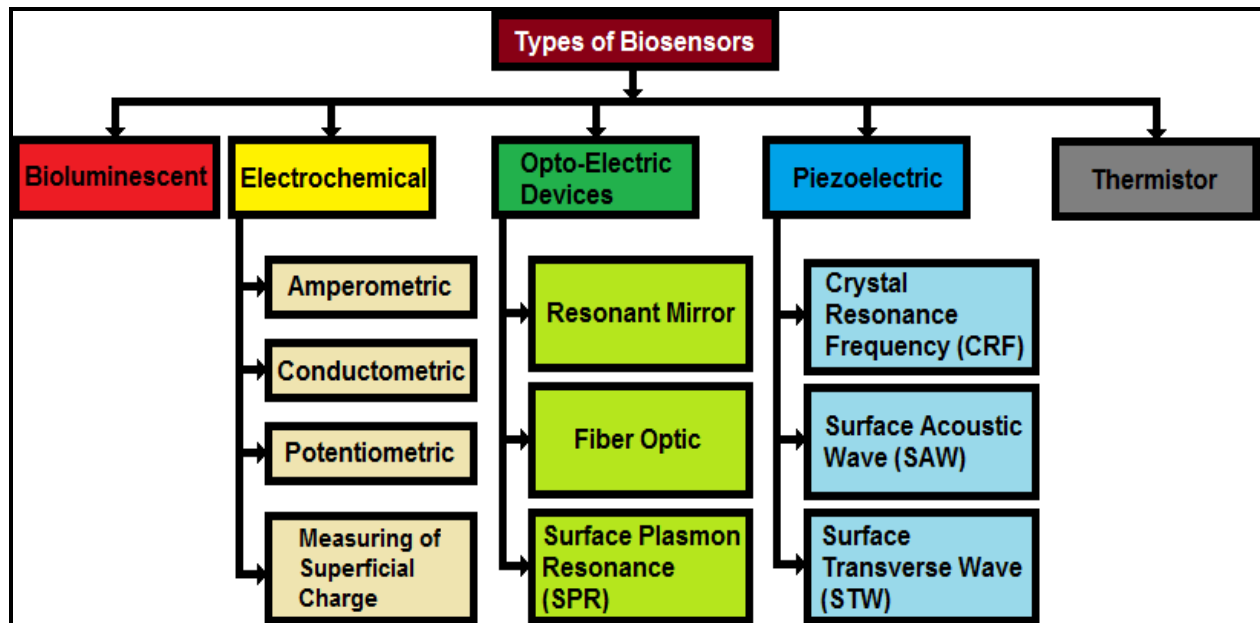 Types of Biosensors
Bioluminescent
Electrochemical
Opto-Electric
Devices
Piezoelectric
Thermistor
Amperometric
Conductometric
Potentiometric
Measuring of
Superficial
Charge
Resonant Mirror
Fiber Optic
Surface Plasmon
Resonance
(SPR)
Crystal
Resonance
Frequency (CRF)
Surface Acoustic
Wave (SAW)
Surface
Transverse Wave
(STW)